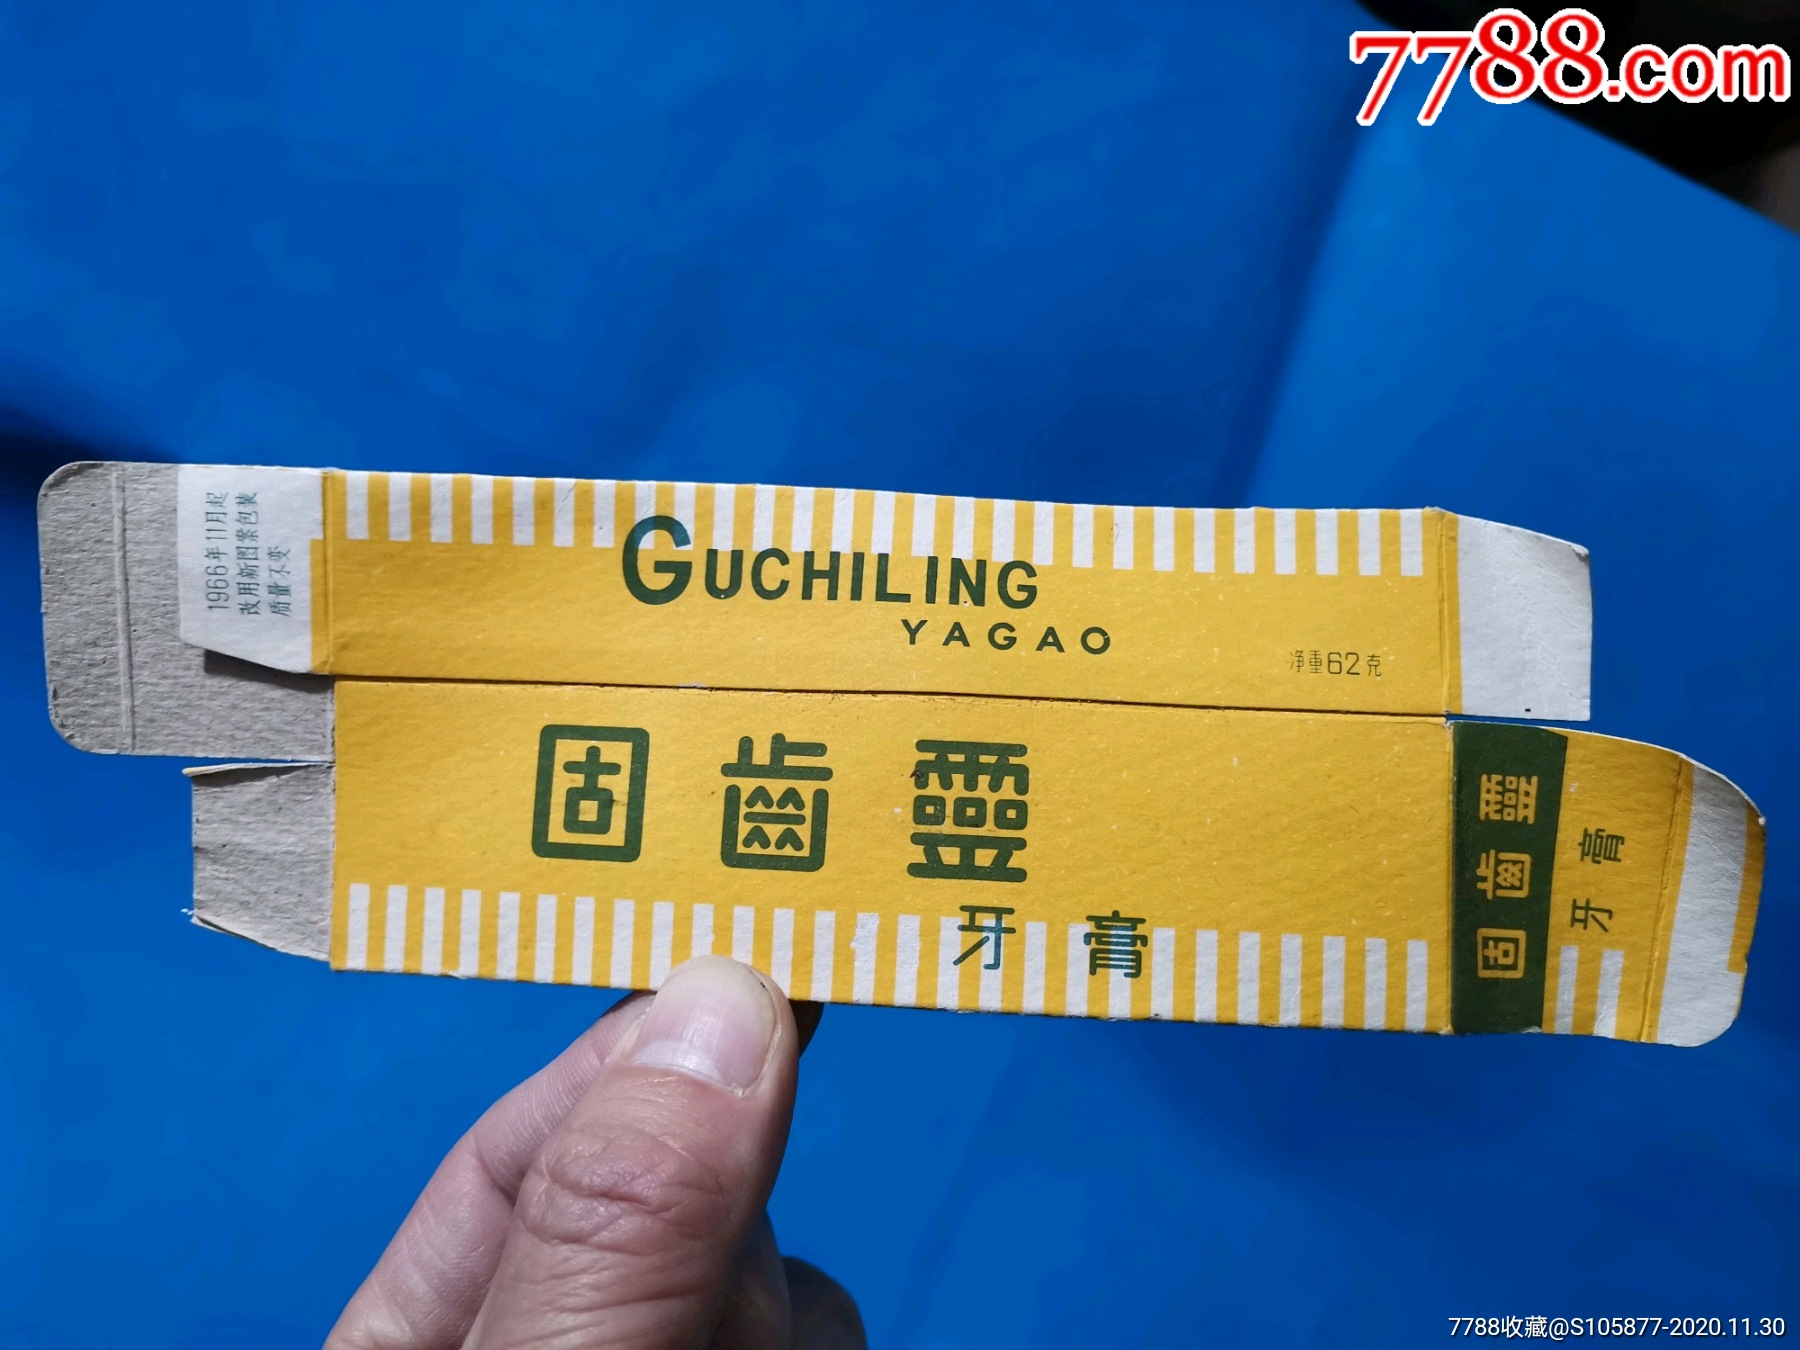 7788.com
1966年11月起
改用新图案包装
质量不变
GUCHILING
YAGAO
净重62克
固齒靈
牙膏
固齒靈
牙膏
7788收藏@S105877-2020.11.30